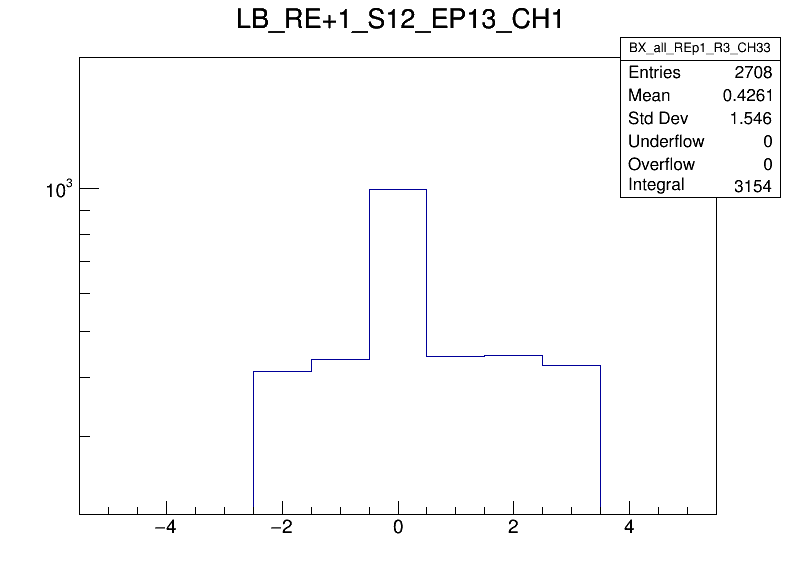 LB_RE+1_S12_EP13_CH1
BX_all_REp1_R3_CH33
Entries 2708
Mean 0.4261
Std Dev 1.546
Underflow 0
Overflow 0
Integral 3154
10³
−4 −2 0 2 4